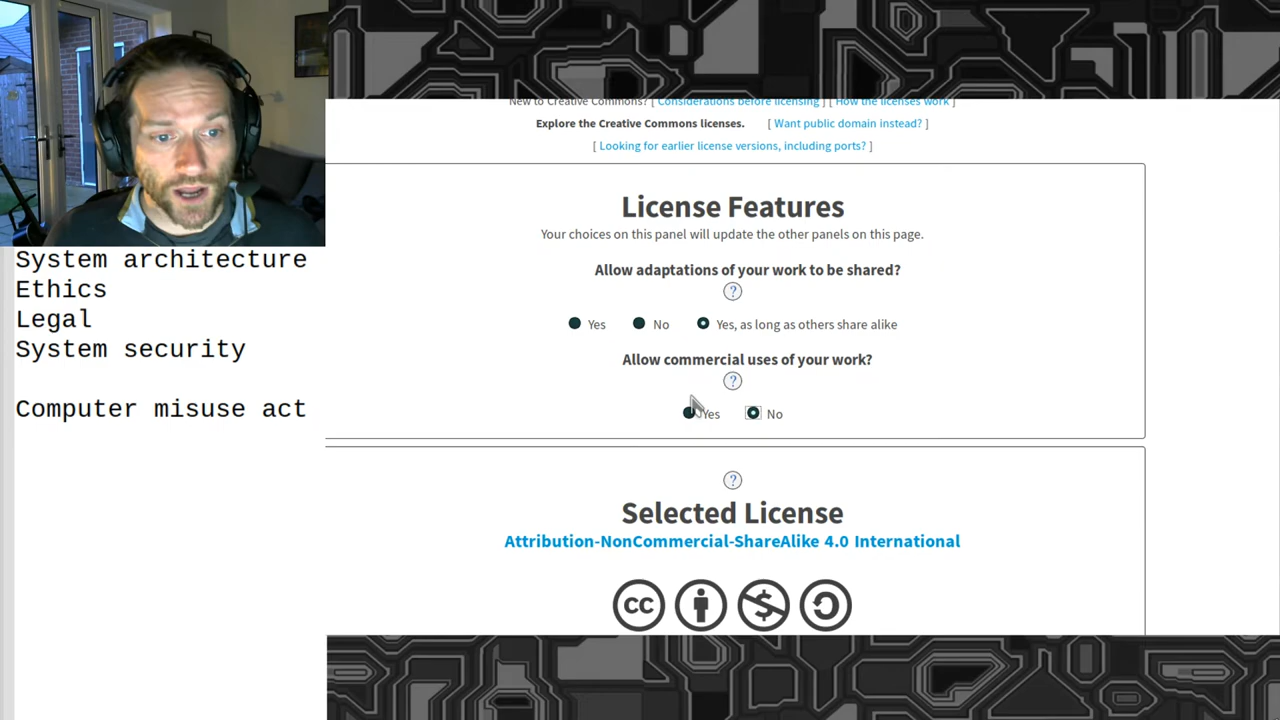 New to Creative Commons? [ Considerations before licensing ] [ How the licenses work ]
Explore the Creative Commons licenses. [ Want public domain instead? ]
[ Looking for earlier license versions, including ports? ]
License Features
Your choices on this panel will update the other panels on this page.
Allow adaptations of your work to be shared?
?
Yes No Yes, as long as others share alike
Allow commercial uses of your work?
?
Yes No
?
Selected License
Attribution-NonCommercial-ShareAlike 4.0 International
cc $
System architecture
Ethics
Legal
System security
Computer misuse act